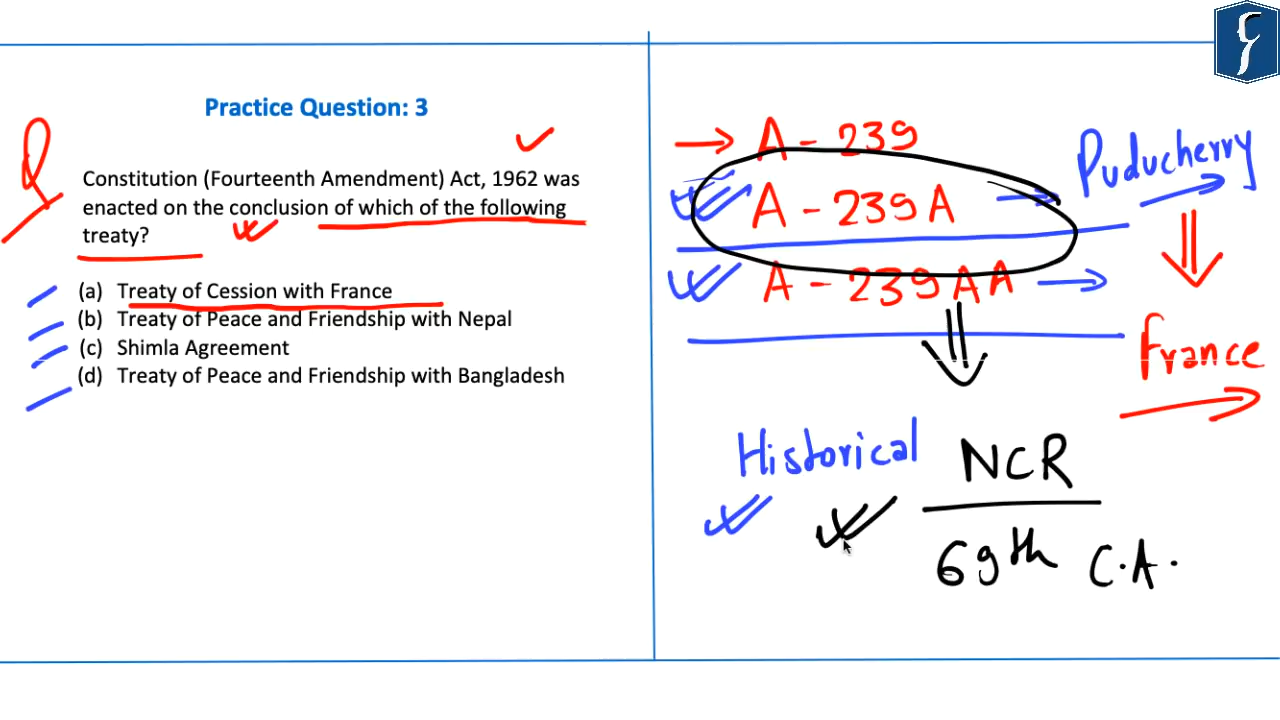 Practice Question: 3
Q
Constitution (Fourteenth Amendment) Act, 1962 was
enacted on the conclusion of which of the following
treaty?
(a) Treaty of Cession with France
(b) Treaty of Peace and Friendship with Nepal
(c) Shimla Agreement
(d) Treaty of Peace and Friendship with Bangladesh
A - 239
A - 239A
Puducherry
A - 239AA
France
Historical
NCR
69th C.A.